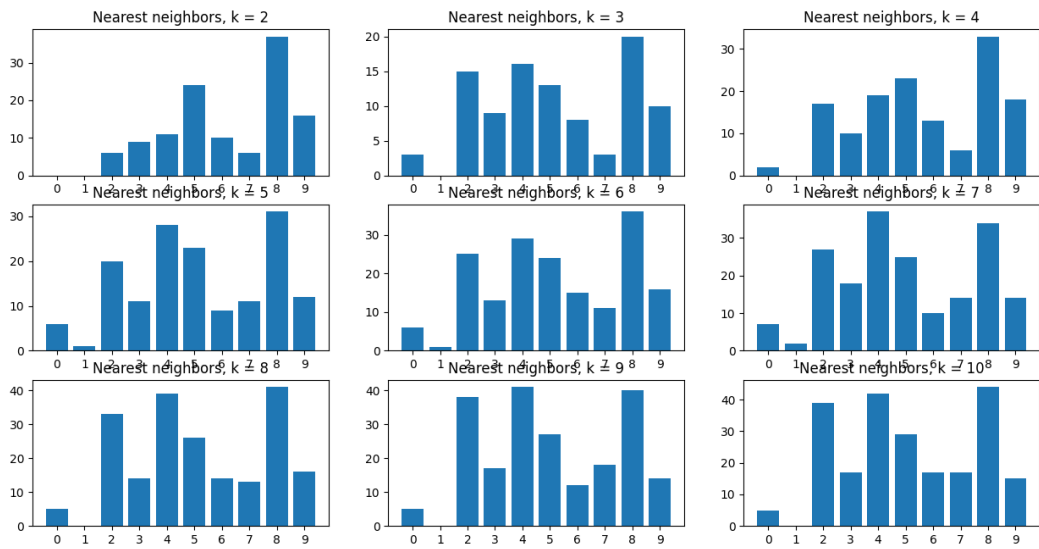 Nearest neighbors, k = 2
30
20
10
0
0 1 2 3 4 5 6 7 8 9
Nearest neighbors, k = 3
20
15
10
5
0
0 1 2 3 4 5 6 7 8 9
Nearest neighbors, k = 4
30
20
10
0
0 1 2 3 4 5 6 7 8 9
Nearest neighbors, k = 5
30
20
10
0
0 1 2 3 4 5 6 7 8 9
Nearest neighbors, k = 6
30
20
10
0
0 1 2 3 4 5 6 7 8 9
Nearest neighbors, k = 7
30
20
10
0
0 1 2 3 4 5 6 7 8 9
Nearest neighbors, k = 8
40
30
20
10
0
0 1 2 3 4 5 6 7 8 9
Nearest neighbors, k = 9
40
30
20
10
0
0 1 2 3 4 5 6 7 8 9
Nearest neighbors, k = 10
40
30
20
10
0
0 1 2 3 4 5 6 7 8 9